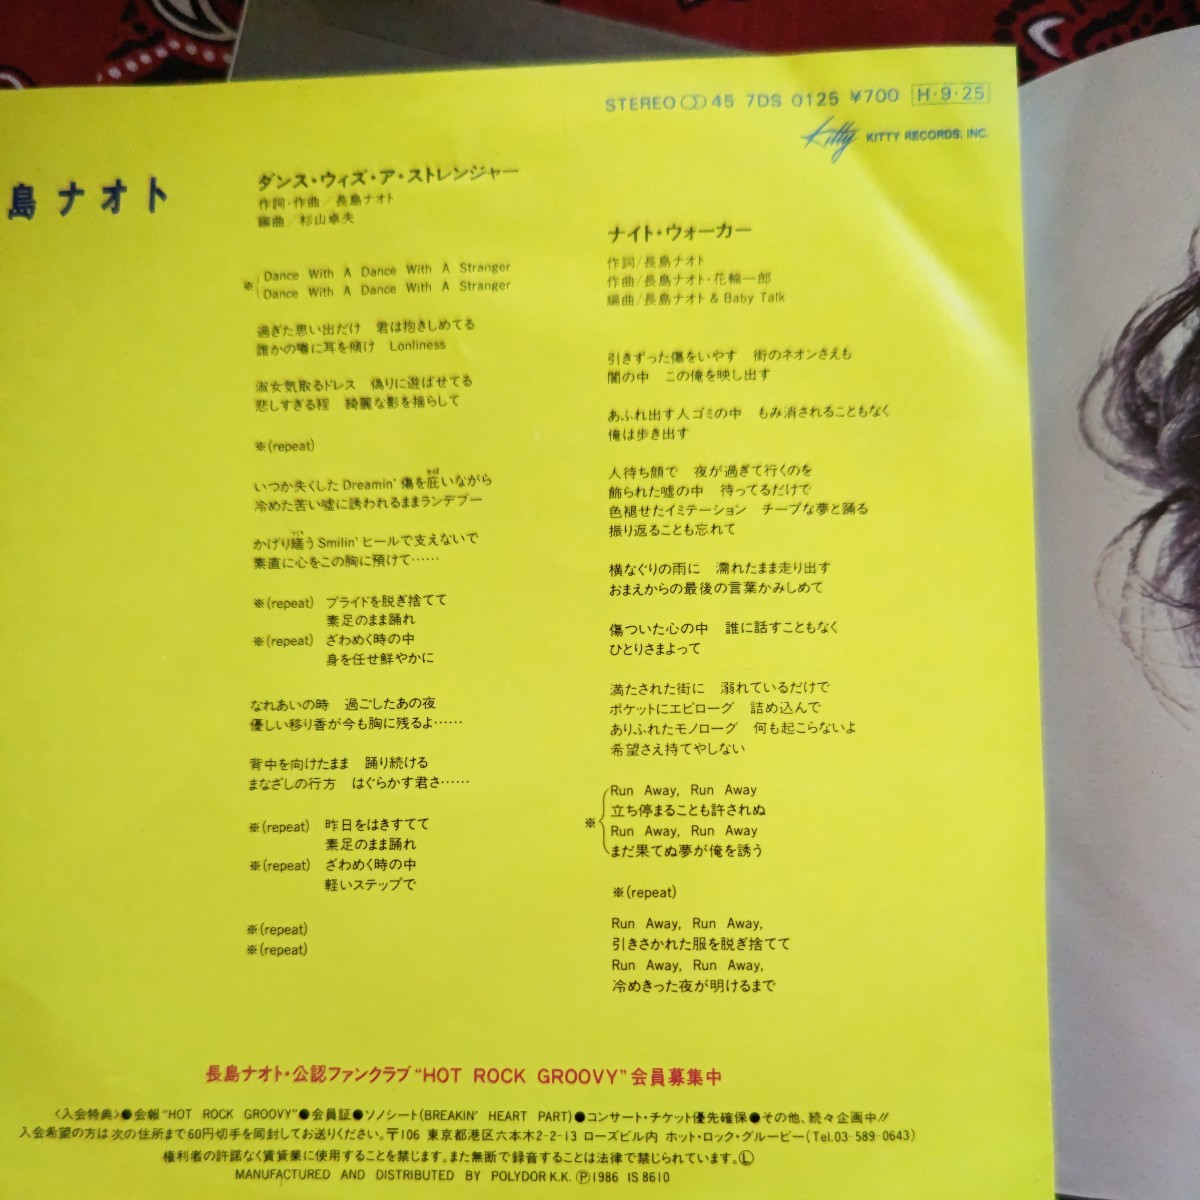 STEREO 45 7DS 0125 ¥700 H·9·25
Kitty KITTY RECORDS, INC.
島ナオト
ダンス・ウィズ・ア・ストレンジャー
作詞・作曲/長島ナオト
編曲/杉山卓夫
※ Dance With A Dance With A Stranger
Dance With A Dance With A Stranger
過ぎた思い出だけ 君は抱きしめてる
誰かの噂に耳を傾け Lonliness
淑女気取るドレス 偽りに遊ばせてる
悲しすぎる程 綺麗な影を揺らして
※(repeat)
いつか失くしたDreamin' 傷を庇いながら
冷めた苦い嘘に誘われるままランデブー
かげり繕うSmilin' ヒールで支えないで
素直に心をこの胸に預けて……
※(repeat) プライドを脱ぎ捨てて
素足のまま踊れ
※(repeat) ざわめく時の中
身を任せ鮮やかに
なれあいの時 過ごしたあの夜
優しい移り香が今も胸に残るよ……
背中を向けたまま 踊り続ける
まなざしの行方 はぐらかす君さ……
※(repeat) 昨日をはきすてて
素足のまま踊れ
※(repeat) ざわめく時の中
軽いステップで
※(repeat)
※(repeat)
ナイト・ウォーカー
作詞/長島ナオト
作曲/長島ナオト・花輪一郎
編曲/長島ナオト & Baby Talk
引きずった傷をいやす 街のネオンさえも
闇の中 この俺を映し出す
あふれ出す人ゴミの中 もみ消されることもなく
俺は歩き出す
人待ち顔で 夜が過ぎて行くのを
飾られた嘘の中 待ってるだけで
色褪せたイミテーション チープな夢と踊る
振り返ることも忘れて
横なぐりの雨に 濡れたまま走り出す
おまえからの最後の言葉かみしめて
傷ついた心の中 誰に話すこともなく
ひとりさまよって
満たされた街に 溺れているだけで
ポケットにエピローグ 詰め込んで
ありふれたモノローグ 何も起こらないよ
希望さえ持てやしない
※ Run Away, Run Away
立ち停まることも許されぬ
Run Away, Run Away
まだ果てぬ夢が俺を誘う
※(repeat)
Run Away, Run Away,
引きさかれた服を脱ぎ捨てて
Run Away, Run Away,
冷めきった夜が明けるまで
長島ナオト・公認ファンクラブ“HOT ROCK GROOVY”会員募集中
〈入会特典〉●会報“HOT ROCK GROOVY”●会員証●ソノシート(BREAKIN' HEART PART)●コンサート・チケット優先確保●その他、続々企画中!!
入会希望の方は次の住所まで60円切手を同封してお送りください。〒106 東京都港区六本木2-2-13 ローズビル内 ホット・ロック・グルービー(Tel.03-589-0643)
権利者の許諾なく賃貸業に使用することを禁じます。また無断で録音することは法律で禁じられています。Ⓛ
MANUFACTURED AND DISTRIBUTED BY POLYDOR K.K. Ⓟ1986 IS 8610